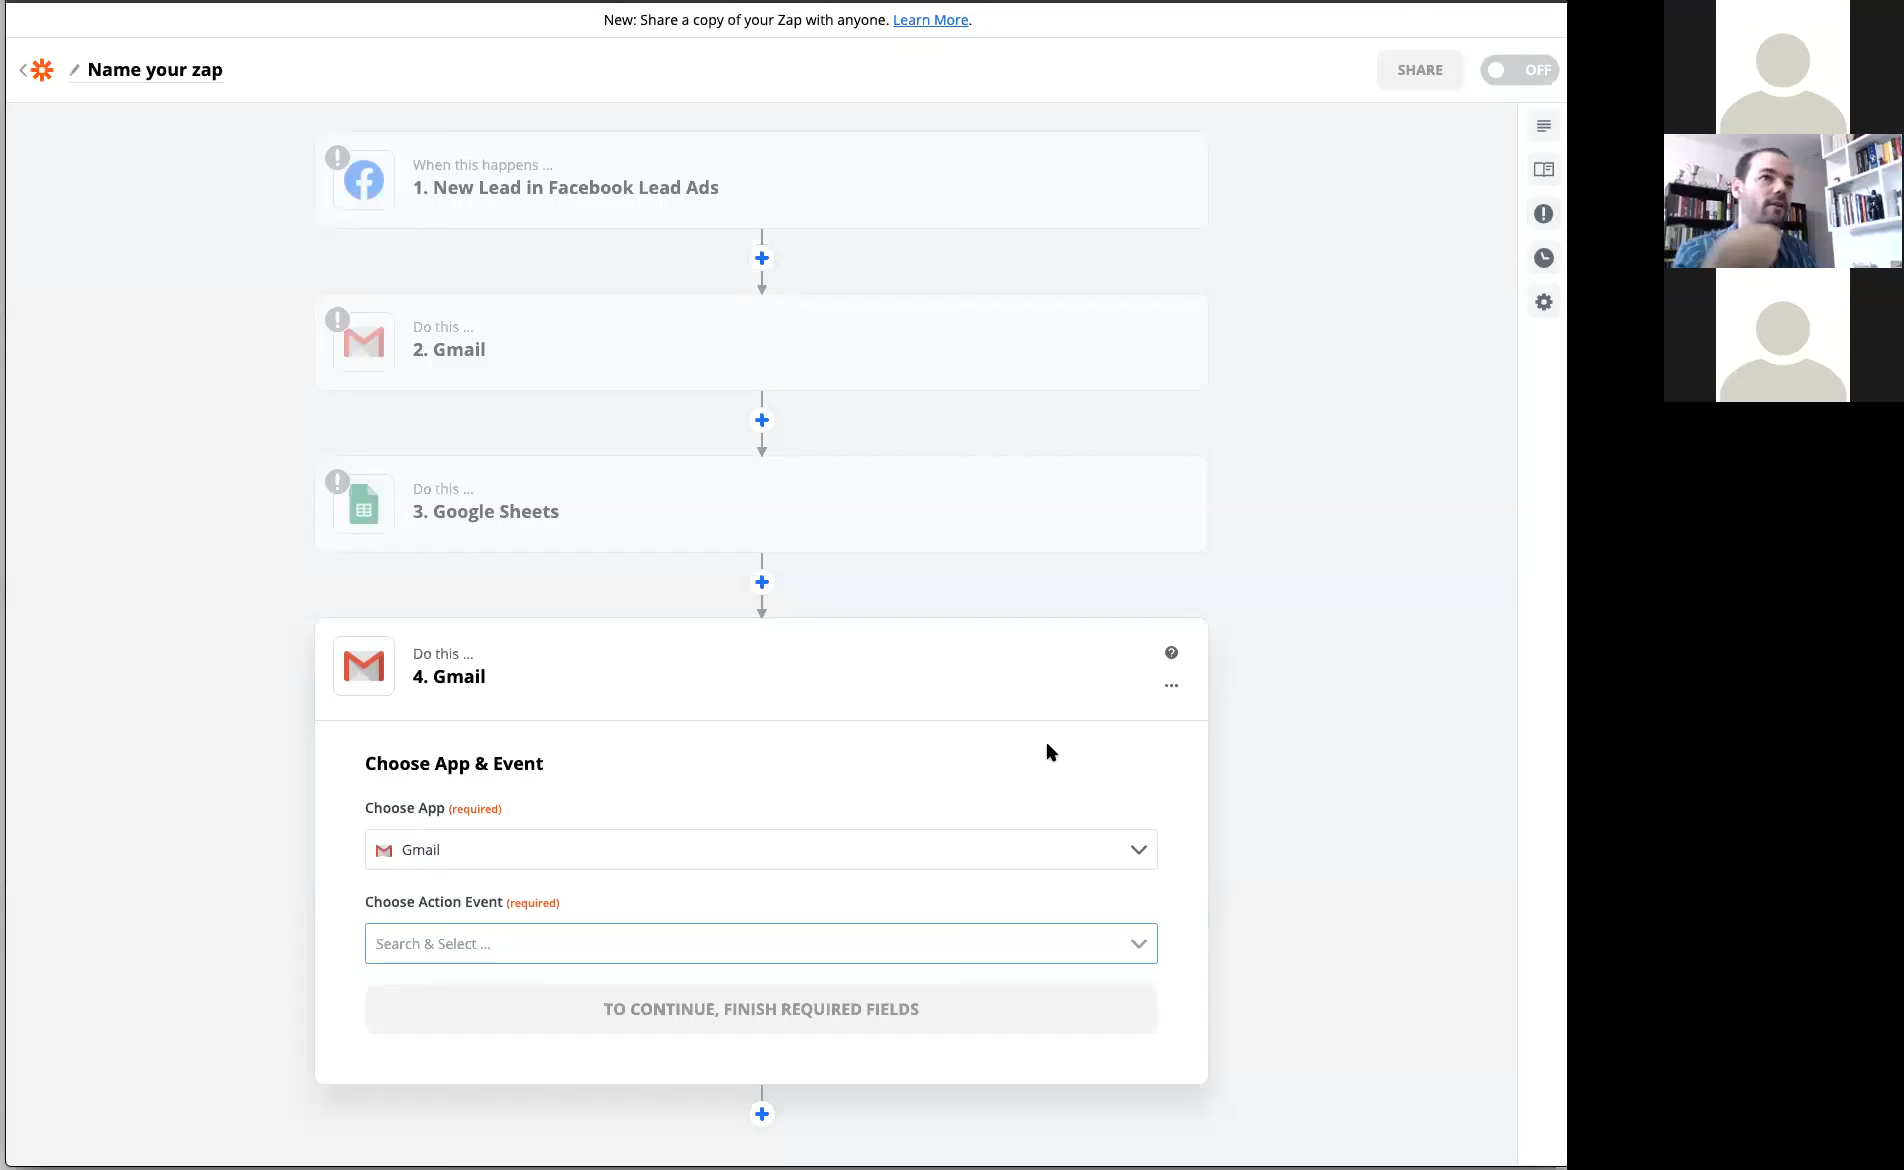 New: Share a copy of your Zap with anyone. Learn More.
Name your zap
SHARE
OFF
When this happens ...
1. New Lead in Facebook Lead Ads
Do this ...
2. Gmail
Do this ...
3. Google Sheets
Do this ...
4. Gmail
Choose App & Event
Choose App (required)
Gmail
Choose Action Event (required)
Search & Select ...
TO CONTINUE, FINISH REQUIRED FIELDS